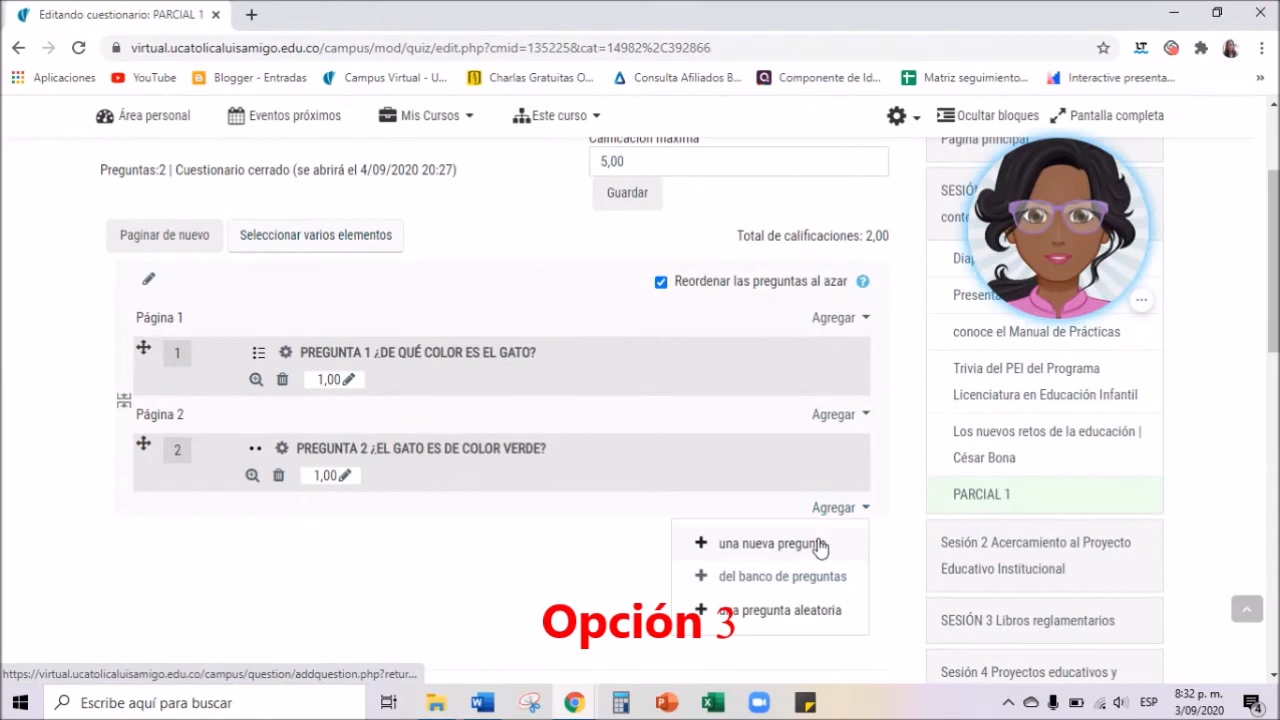 Editando cuestionario: PARCIAL 1
virtual.ucatolicaluisamigo.edu.co/campus/mod/quiz/edit.php?cmid=135225&cat=14982%2C392866
Aplicaciones YouTube Blogger - Entradas Campus Virtual - U... Charlas Gratuitas O... Consulta Afiliados B... Componente de Id... Matriz seguimiento... Interactive presenta... »
Área personal Eventos próximos Mis Cursos Este curso Ocultar bloques Pantalla completa
Calificación máxima
Página principal
Preguntas:2 | Cuestionario cerrado (se abrirá el 4/09/2020 20:27)
5,00
Guardar
Paginar de nuevo
Seleccionar varios elementos
Total de calificaciones: 2,00
Reordenar las preguntas al azar
Página 1
Agregar
1
PREGUNTA 1 ¿DE QUÉ COLOR ES EL GATO?
1,00
Página 2
Agregar
2
PREGUNTA 2 ¿EL GATO ES DE COLOR VERDE?
1,00
Agregar
una nueva pregunta
del banco de preguntas
una pregunta aleatoria
Opción 3
conoce el Manual de Prácticas
Trivia del PEI del Programa
Licenciatura en Educación Infantil
Los nuevos retos de la educación |
César Bona
PARCIAL 1
Sesión 2 Acercamiento al Proyecto
Educativo Institucional
SESIÓN 3 Libros reglamentarios
Sesión 4 Proyectos educativos y
https://virtual.ucatolicaluisamigo.edu.co/campus/question/addquestion.php?retur...
Escribe aquí para buscar
ESP
8:32 p. m.
3/09/2020
4